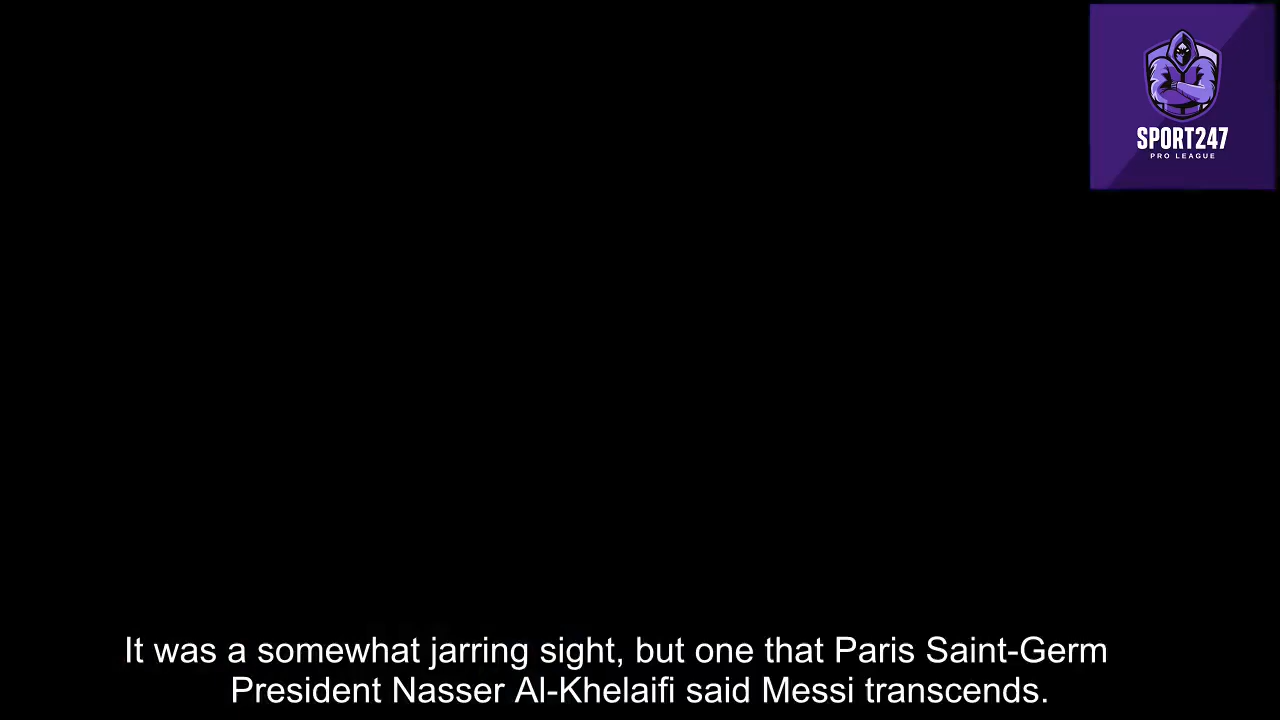 SPORT247
PRO LEAGUE
It was a somewhat jarring sight, but one that Paris Saint-Germ
President Nasser Al-Khelaifi said Messi transcends.